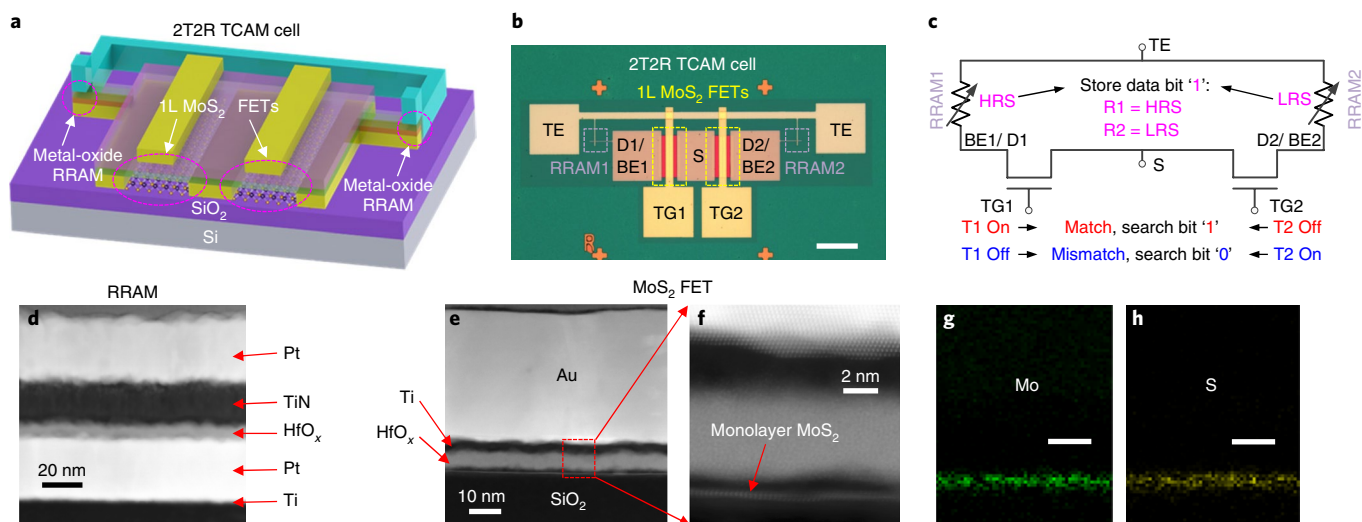 a
2T2R TCAM cell
1L MoS2
FETs
Metal-oxide
RRAM
Metal-oxide
RRAM
SiO2
Si
b
2T2R TCAM cell
1L MoS2 FETs
TE
TE
D1/
BE1
S
D2/
BE2
RRAM1
RRAM2
TG1
TG2
c
TE
RRAM1
HRS
Store data bit '1':
R1 = HRS
R2 = LRS
LRS
RRAM2
BE1/ D1
D2/ BE2
S
TG1
TG2
T1 On
Match, search bit '1'
T2 Off
T1 Off
Mismatch, search bit '0'
T2 On
RRAM
d
Pt
TiN
HfOx
Pt
Ti
20 nm
MoS2 FET
e
Au
Ti
HfOx
10 nm
SiO2
f
2 nm
Monolayer MoS2
g
Mo
h
S